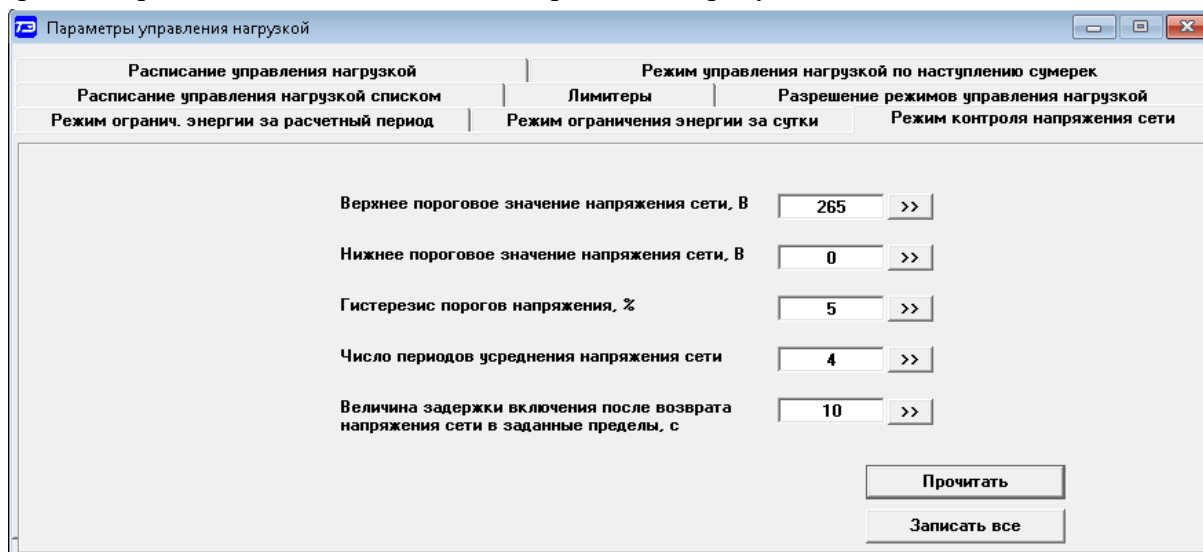 ТЭ Параметры управления нагрузкой
Расписание управления нагрузкой Режим управления нагрузкой по наступлению сумерек
Расписание управления нагрузкой списком Лимитеры Разрешение режимов управления нагрузкой
Режим огранич. энергии за расчетный период Режим ограничения энергии за сутки Режим контроля напряжения сети
Верхнее пороговое значение напряжения сети, В 265 >>
Нижнее пороговое значение напряжения сети, В 0 >>
Гистерезис порогов напряжения, % 5 >>
Число периодов усреднения напряжения сети 4 >>
Величина задержки включения после возврата 10 >>
напряжения сети в заданные пределы, с
Прочитать
Записать все